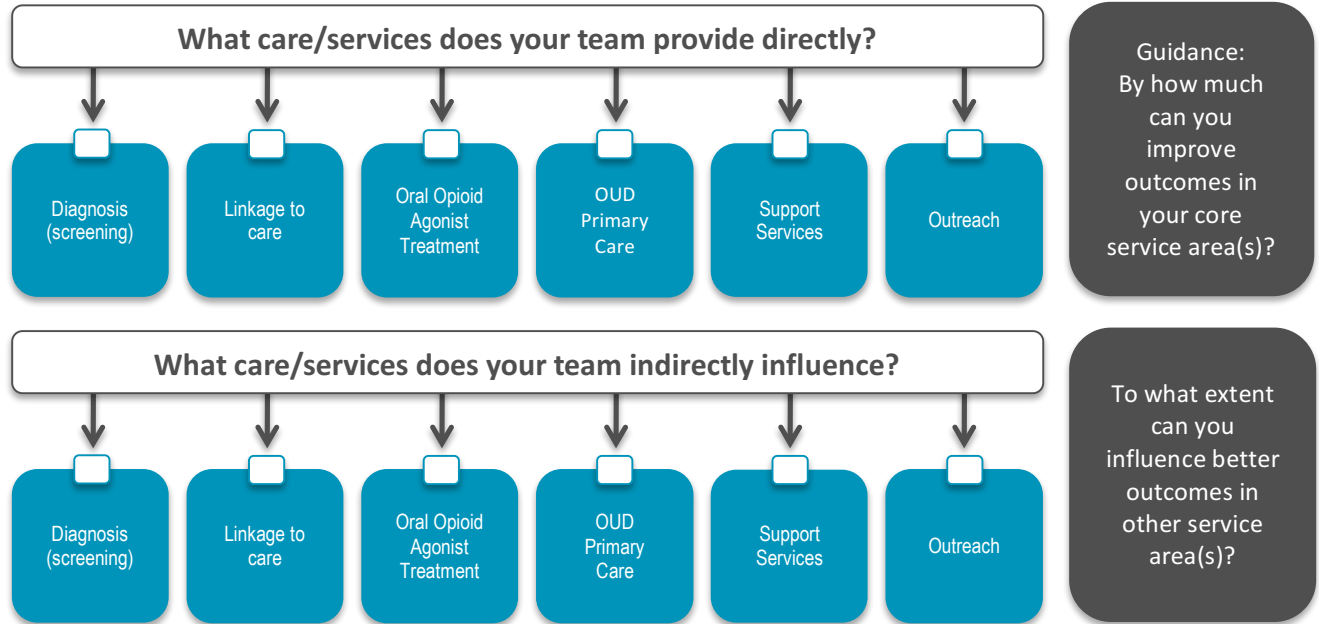 What care/services does your team provide directly?
Diagnosis
(screening)
Linkage to
care
Oral Opioid
Agonist
Treatment
OUD
Primary
Care
Support
Services
Outreach
Guidance:
By how much
can you
improve
outcomes in
your core
service area(s)?
What care/services does your team indirectly influence?
Diagnosis
(screening)
Linkage to
care
Oral Opioid
Agonist
Treatment
OUD
Primary
Care
Support
Services
Outreach
To what extent
can you
influence better
outcomes in
other service
area(s)?